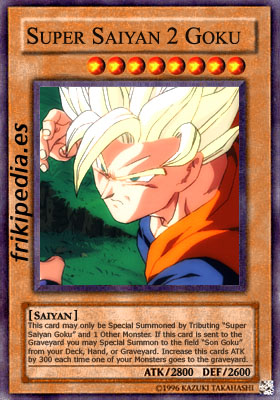 SUPER SAIYAN 2 GOKU
frikipedia.es
[SAIYAN]
This card may only be Special Summoned by Tributing "Super
Saiyan Goku" and 1 Other Monster. If this card is sent to the
Graveyard you may Special Summon to the field "Son Goku"
from your Deck, Hand, or Graveyard. Increase this cards ATK
by 300 each time one of your Monsters goes to the graveyard.
ATK/2800 DEF/2600
©1996 KAZUKI TAKAHASHI